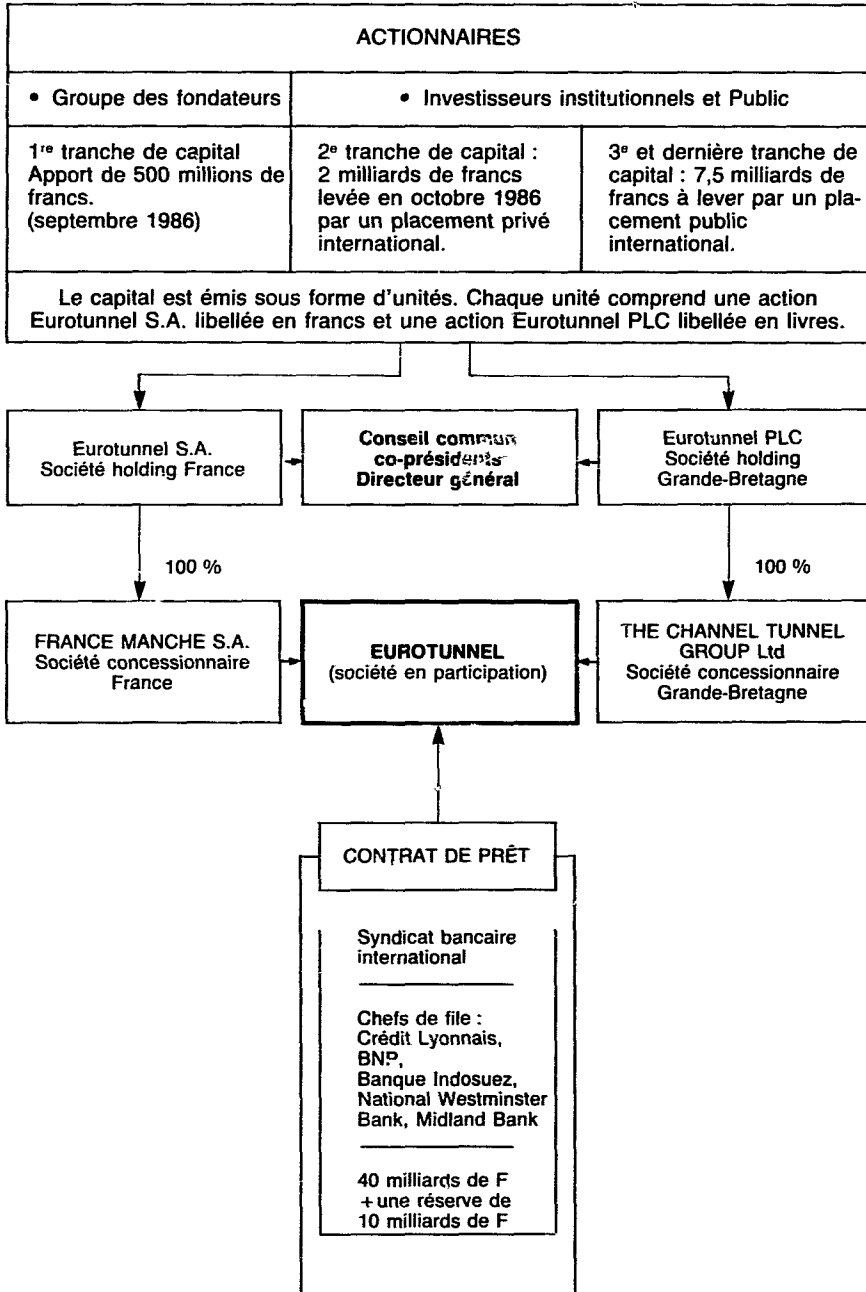 ACTIONNAIRES
• Groupe des fondateurs
• Investisseurs institutionnels et Public
1re tranche de capital
Apport de 500 millions de
francs.
(septembre 1986)
2e tranche de capital :
2 milliards de francs
levée en octobre 1986
par un placement privé
international.
3e et dernière tranche de
capital : 7,5 milliards de
francs à lever par un pla-
cement public
international.
Le capital est émis sous forme d'unités. Chaque unité comprend une action
Eurotunnel S.A. libellée en francs et une action Eurotunnel PLC libellée en livres.
Eurotunnel S.A.
Société holding France
Conseil commun
co-présidents
Directeur général
Eurotunnel PLC
Société holding
Grande-Bretagne
100 %
100 %
FRANCE MANCHE S.A.
Société concessionnaire
France
EUROTUNNEL
(société en participation)
THE CHANNEL TUNNEL
GROUP Ltd
Société concessionnaire
Grande-Bretagne
CONTRAT DE PRÊT
Syndicat bancaire
international
Chefs de file :
Crédit Lyonnais,
BNP,
Banque Indosuez,
National Westminster
Bank, Midland Bank
40 milliards de F
+ une réserve de
10 milliards de F